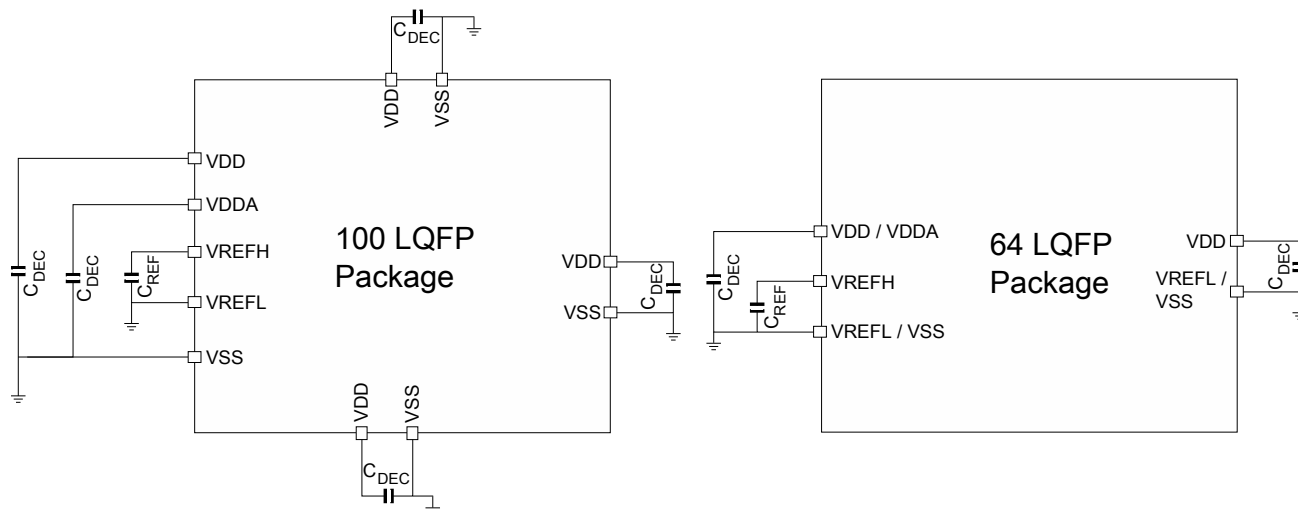 CDEC
VDD
VSS
VDD
VDDA
VREFH
VREFL
VSS
CDEC
CDEC
CREF
100 LQFP
Package
VDD
VSS
CDEC
VDD
VSS
CDEC
VDD / VDDA
VREFH
VREFL / VSS
CDEC
CREF
64 LQFP
Package
VDD
VREFL /
VSS
CDEC